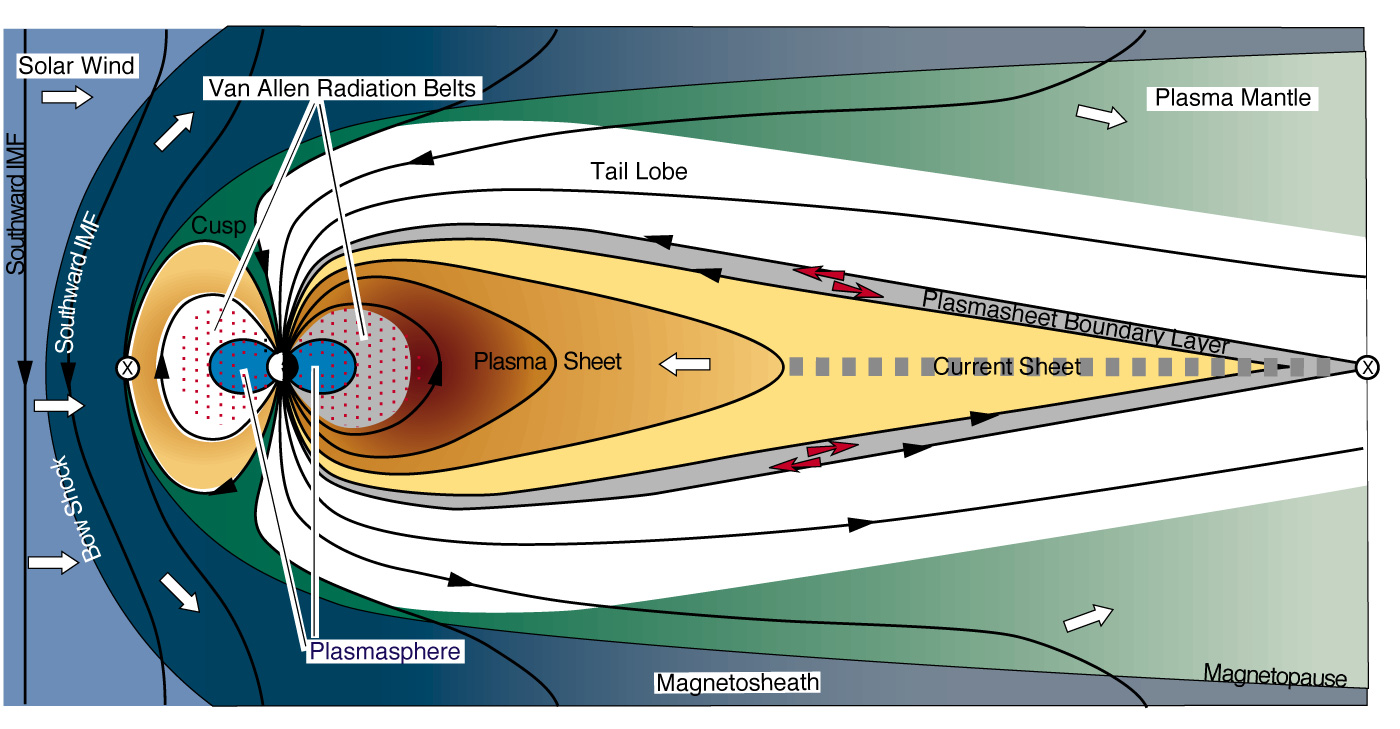 Solar Wind
Van Allen Radiation Belts
Plasma Mantle
Southward IMF
Tail Lobe
Cusp
Southward IMF
Plasmasheet Boundary Layer
X
Plasma Sheet
Current Sheet
X
Bow Shock
Plasmasphere
Magnetosheath
Magnetopause